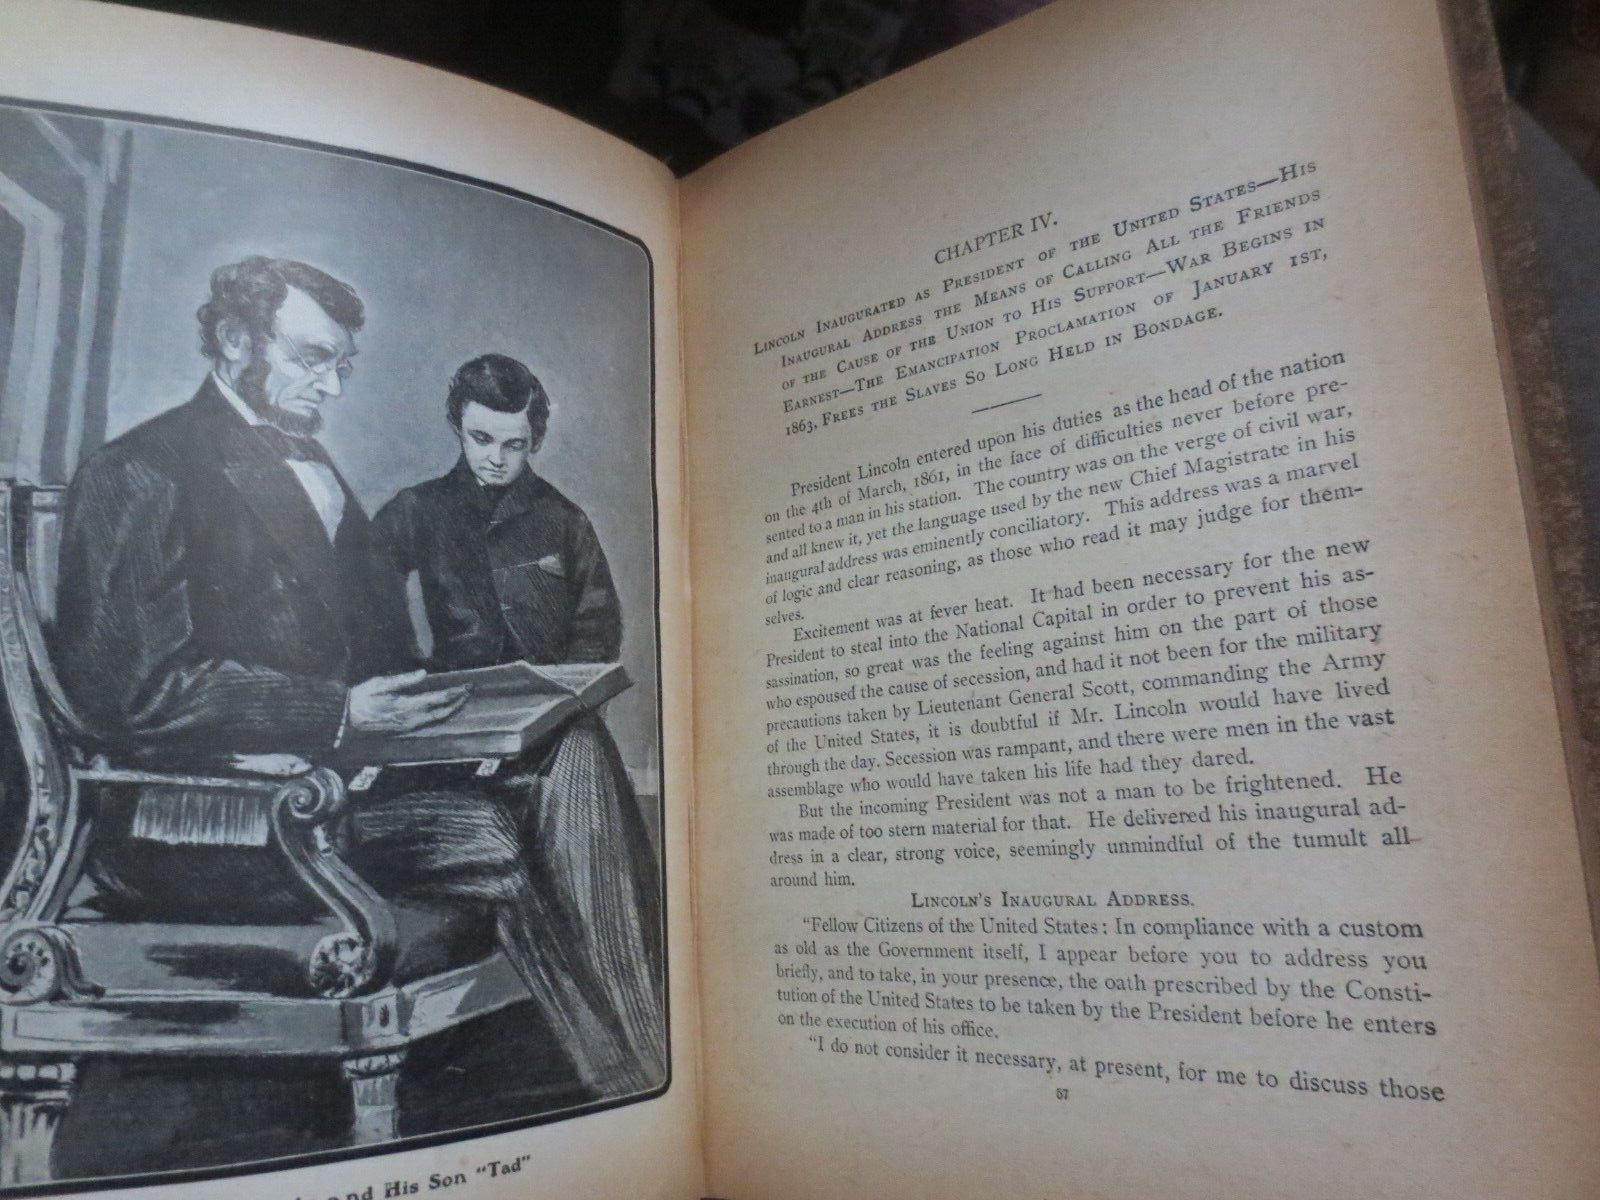 and His Son "Tad"
CHAPTER IV.
LINCOLN INAUGURATED AS PRESIDENT OF THE UNITED STATES—HIS
INAUGURAL ADDRESS THE MEANS OF CALLING ALL THE FRIENDS
OF THE CAUSE OF THE UNION TO HIS SUPPORT—WAR BEGINS IN
EARNEST—THE EMANCIPATION PROCLAMATION OF JANUARY 1ST,
1863, FREES THE SLAVES SO LONG HELD IN BONDAGE.
President Lincoln entered upon his duties as the head of the nation
on the 4th of March, 1861, in the face of difficulties never before pre-
sented to a man in his station. The country was on the verge of civil war,
and all knew it, yet the language used by the new Chief Magistrate in his
inaugural address was eminently conciliatory. This address was a marvel
of logic and clear reasoning, as those who read it may judge for them-
selves.
Excitement was at fever heat. It had been necessary for the new
President to steal into the National Capital in order to prevent his as-
sassination, so great was the feeling against him on the part of those
who espoused the cause of secession, and had it not been for the military
precautions taken by Lieutenant General Scott, commanding the Army
of the United States, it is doubtful if Mr. Lincoln would have lived
through the day. Secession was rampant, and there were men in the vast
assemblage who would have taken his life had they dared.
But the incoming President was not a man to be frightened. He
was made of too stern material for that. He delivered his inaugural ad-
dress in a clear, strong voice, seemingly unmindful of the tumult all
around him.
LINCOLN'S INAUGURAL ADDRESS.
"Fellow Citizens of the United States: In compliance with a custom
as old as the Government itself, I appear before you to address you
briefly, and to take, in your presence, the oath prescribed by the Consti-
tution of the United States to be taken by the President before he enters
on the execution of his office.
"I do not consider it necessary, at present, for me to discuss those
57